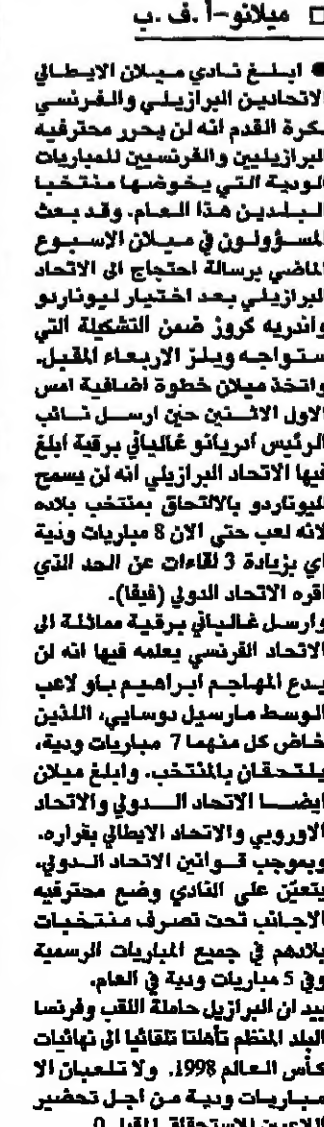 □ ميلانو-أ.ف.ب
● ابلغ نادي ميلان الايطالي
الاتحادين البرازيلي والفرنسي
بكرة القدم انه لن يحرر محترفيه
البرازيليين والفرنسيين للمباريات
الودية التي يخوضها منتخبا
البلدين هذا العام. وقد بعث
المسؤولون في ميلان الاسبوع
الماضي برسالة احتجاج الى الاتحاد
البرازيلي بعد اختيار ليوناردو
واندريه كروز ضمن التشكيلة التي
ستواجه ويلز الاربعاء المقبل.
واتخذ ميلان خطوة اضافية امس
الاول الاثنين حين ارسل نائب
الرئيس ادريانو غالياني برقية ابلغ
فيها الاتحاد البرازيلي انه لن يسمح
لليوناردو بالالتحاق بمنتخب بلاده
لانه لعب حتى الان 8 مباريات ودية
اي بزيادة 3 لقاءات عن الحد الذي
اقره الاتحاد الدولي (فيفا).
وارسل غالياني برقية مماثلة الى
الاتحاد الفرنسي يعلمه فيها انه لن
يدع المهاجم ابراهيم باو لاعب
الوسط مارسيل دوسايي، اللذين
خاض كل منهما 7 مباريات ودية،
يلتحقان بالمنتخب. وابلغ ميلان
ايضا الاتحاد الدولي والاتحاد
الاوروبي والاتحاد الايطالي بقراره.
وبموجب قوانين الاتحاد الدولي،
يتعين على النادي وضع محترفيه
الاجانب تحت تصرف منتخبات
بلادهم في جميع المباريات الرسمية
وفي 5 مباريات ودية في العام.
بيد ان البرازيل حاملة اللقب وفرنسا
البلد المنظم تأهلتا تلقائيا الى نهائيات
كأس العالم 1998، ولا تلعبان الا
مباريات ودية من اجل تحضير
اللاعبين للاستحقاق المقبل.